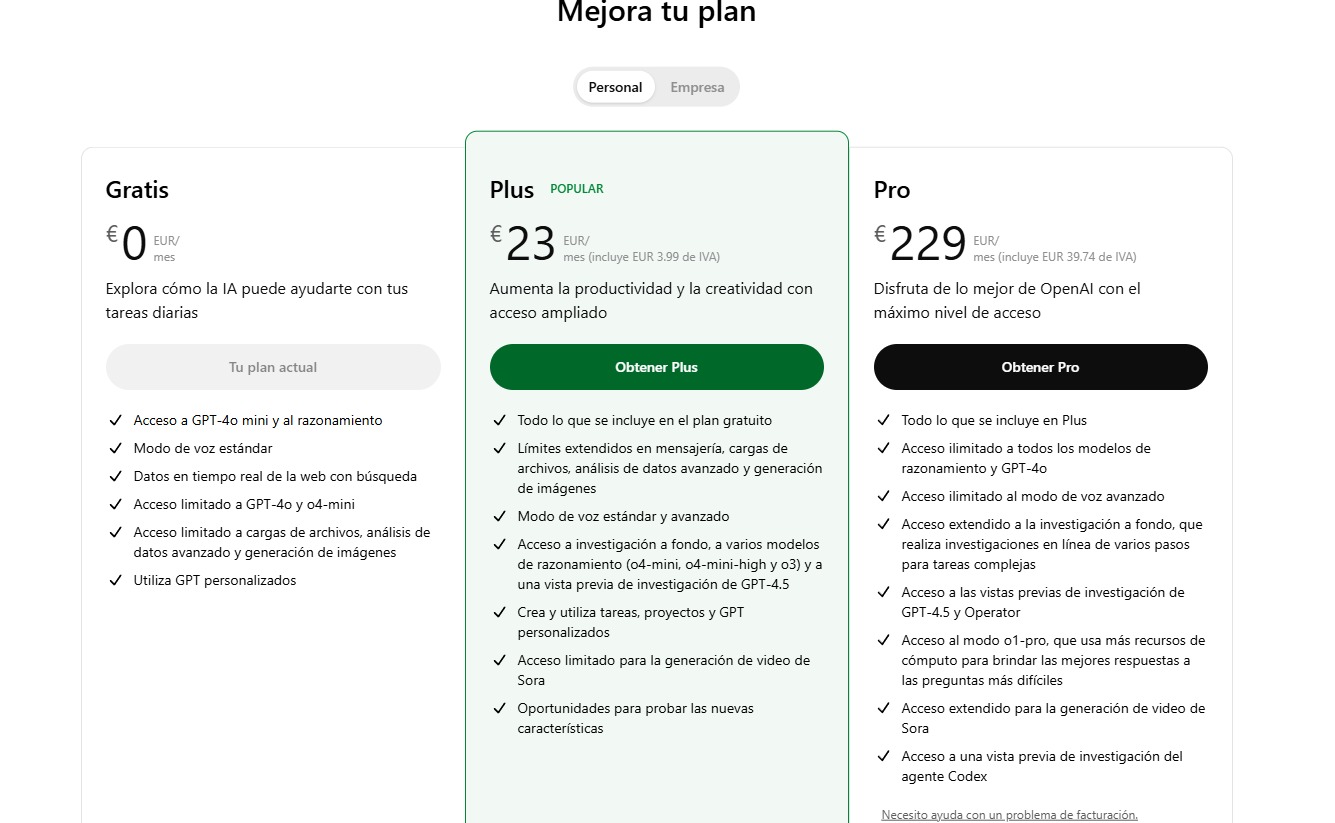 Mejora tu plan
Personal
Empresa
Gratis
€ 0 EUR/
mes
Explora cómo la IA puede ayudarte con tus
tareas diarias
Tu plan actual
Acceso a GPT-4o mini y al razonamiento
Modo de voz estándar
Datos en tiempo real de la web con búsqueda
Acceso limitado a GPT-4o y o4-mini
Acceso limitado a cargas de archivos, análisis de
datos avanzado y generación de imágenes
Utiliza GPT personalizados
Plus POPULAR
€ 23 EUR/
mes (incluye EUR 3.99 de IVA)
Aumenta la productividad y la creatividad con
acceso ampliado
Obtener Plus
Todo lo que se incluye en el plan gratuito
Límites extendidos en mensajería, cargas de
archivos, análisis de datos avanzado y generación
de imágenes
Modo de voz estándar y avanzado
Acceso a investigación a fondo, a varios modelos
de razonamiento (o4-mini, o4-mini-high y o3) y a
una vista previa de investigación de GPT-4.5
Crea y utiliza tareas, proyectos y GPT
personalizados
Acceso limitado para la generación de video de
Sora
Oportunidades para probar las nuevas
características
Pro
€ 229 EUR/
mes (incluye EUR 39.74 de IVA)
Disfruta de lo mejor de OpenAI con el
máximo nivel de acceso
Obtener Pro
Todo lo que se incluye en Plus
Acceso ilimitado a todos los modelos de
razonamiento y GPT-4o
Acceso ilimitado al modo de voz avanzado
Acceso extendido a la investigación a fondo, que
realiza investigaciones en línea de varios pasos
para tareas complejas
Acceso a las vistas previas de investigación de
GPT-4.5 y Operator
Acceso al modo o1-pro, que usa más recursos de
cómputo para brindar las mejores respuestas a
las preguntas más difíciles
Acceso extendido para la generación de video de
Sora
Acceso a una vista previa de investigación del
agente Codex
Necesito ayuda con un problema de facturación.